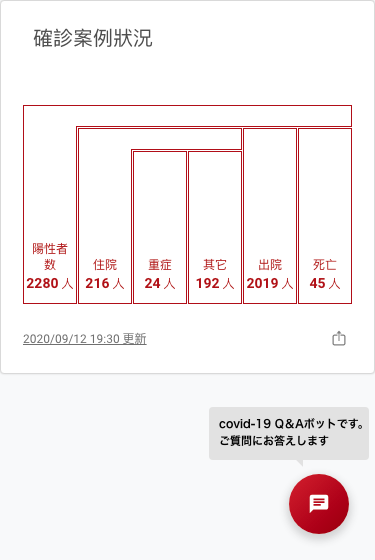 確診案例狀況
陽性者
数
2280 人
住院
216 人
重症
24 人
其它
192 人
出院
2019 人
死亡
45 人
2020/09/12 19:30 更新
covid-19 Q&Aボットです。
ご質問にお答えします